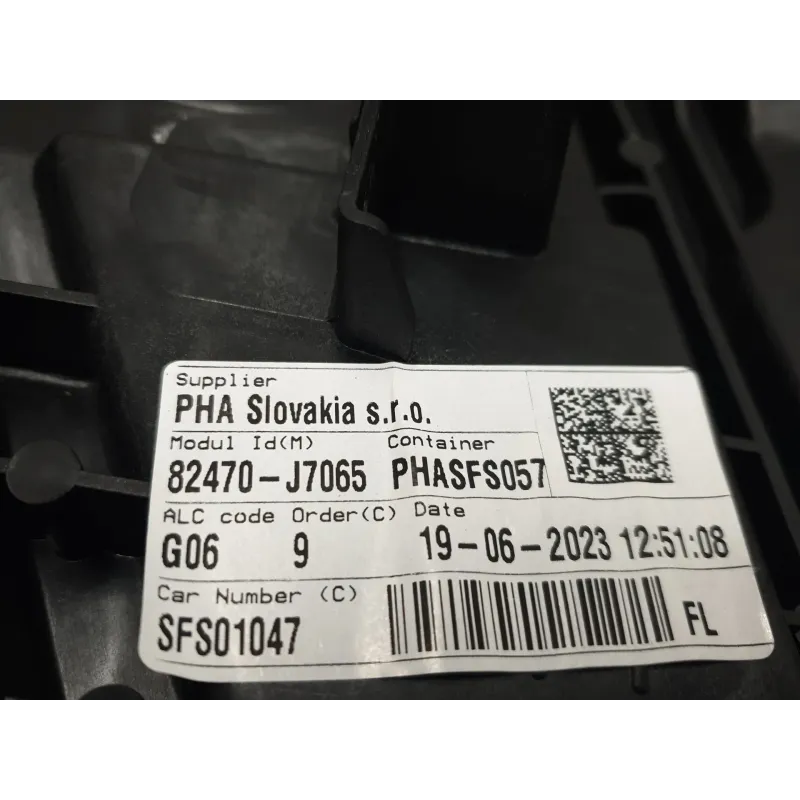 Supplier
PHA Slovakia s.r.o.
Modul Id(M) Container
82470-J7065 PHASFS057
ALC code Order(C) Date
G06 9 19-06-2023 12:51:08
Car Number (C)
SFS01047 FL